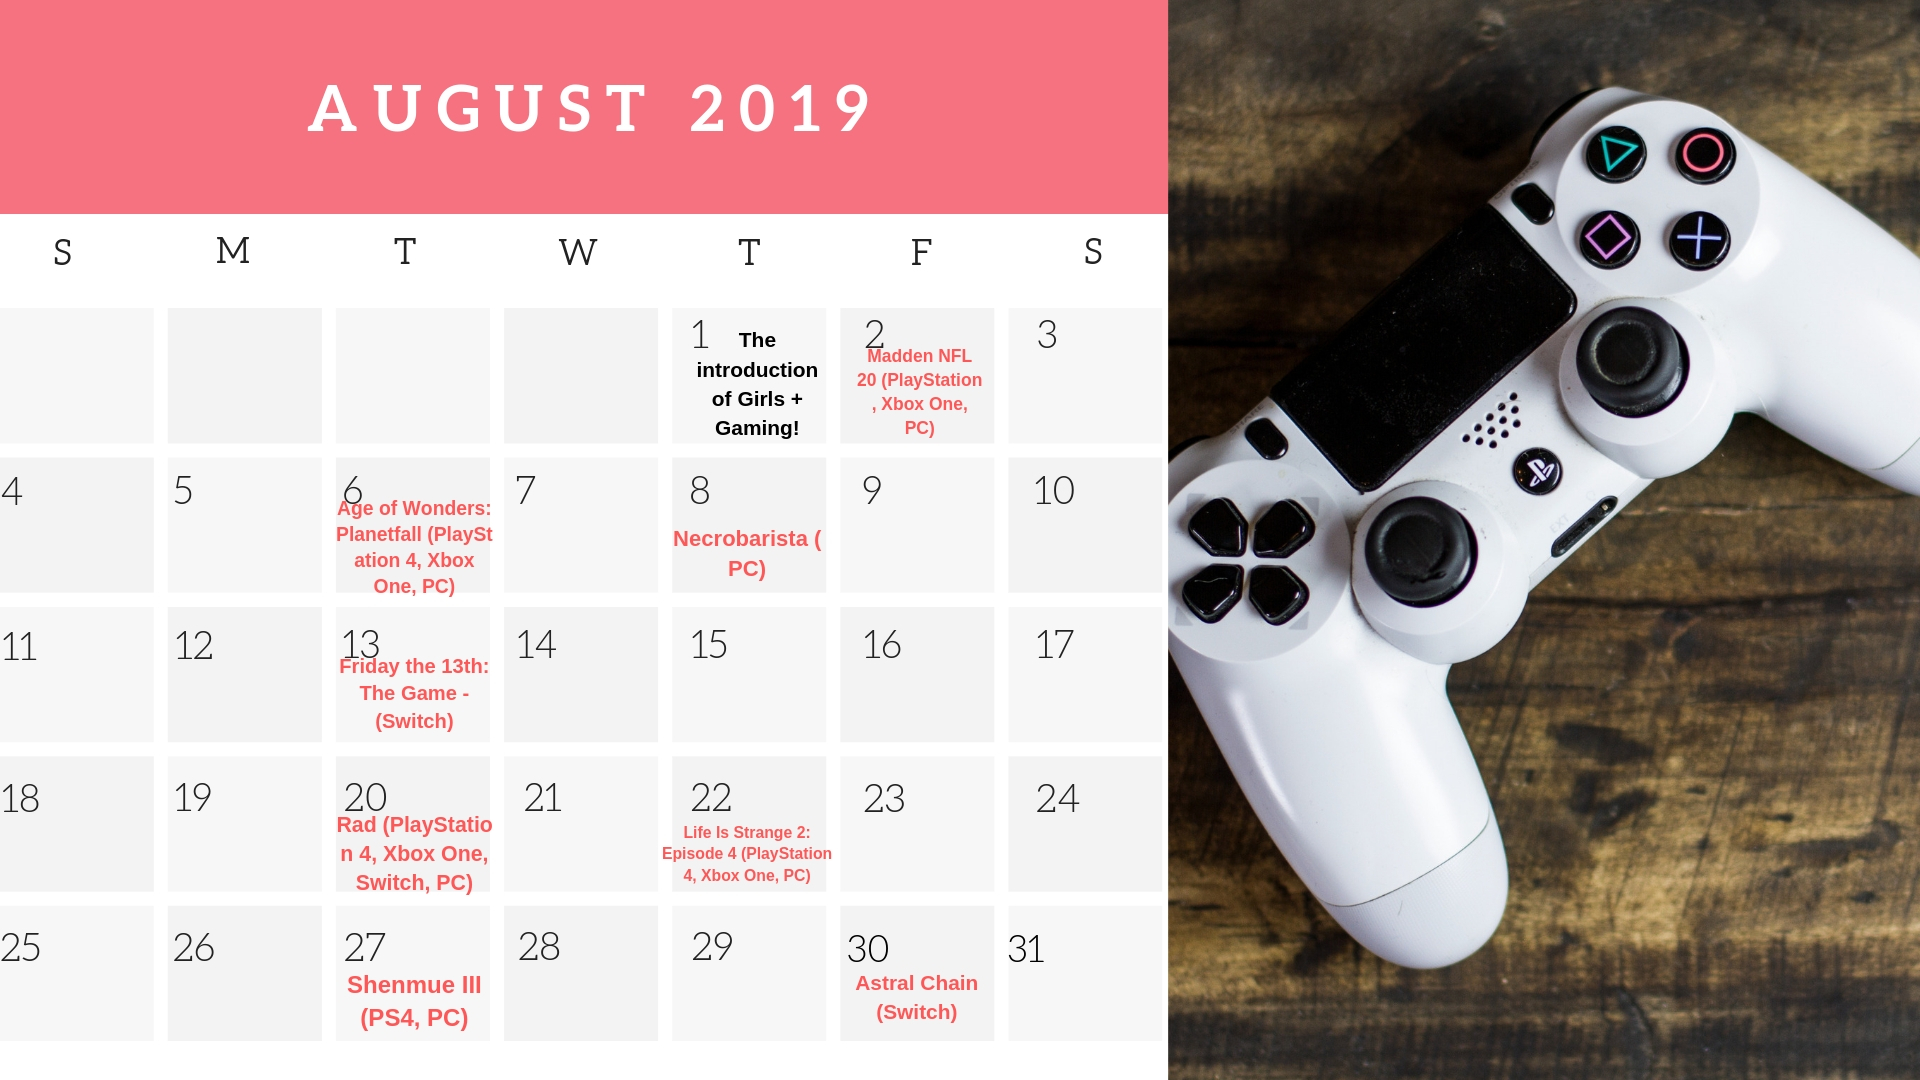 AUGUST 2019
S M T W T F S
1 2 3
The
introduction
of Girls +
Gaming!
Madden NFL
20 (PlayStation
, Xbox One,
PC)
4 5 6 7 8 9 10
Age of Wonders:
Planetfall (PlaySt
ation 4, Xbox
One, PC)
Necrobarista (
PC)
11 12 13 14 15 16 17
Friday the 13th:
The Game -
(Switch)
18 19 20 21 22 23 24
Rad (PlayStatio
n 4, Xbox One,
Switch, PC)
Life Is Strange 2:
Episode 4 (PlayStation
4, Xbox One, PC)
25 26 27 28 29 30 31
Shenmue III
(PS4, PC)
Astral Chain
(Switch)